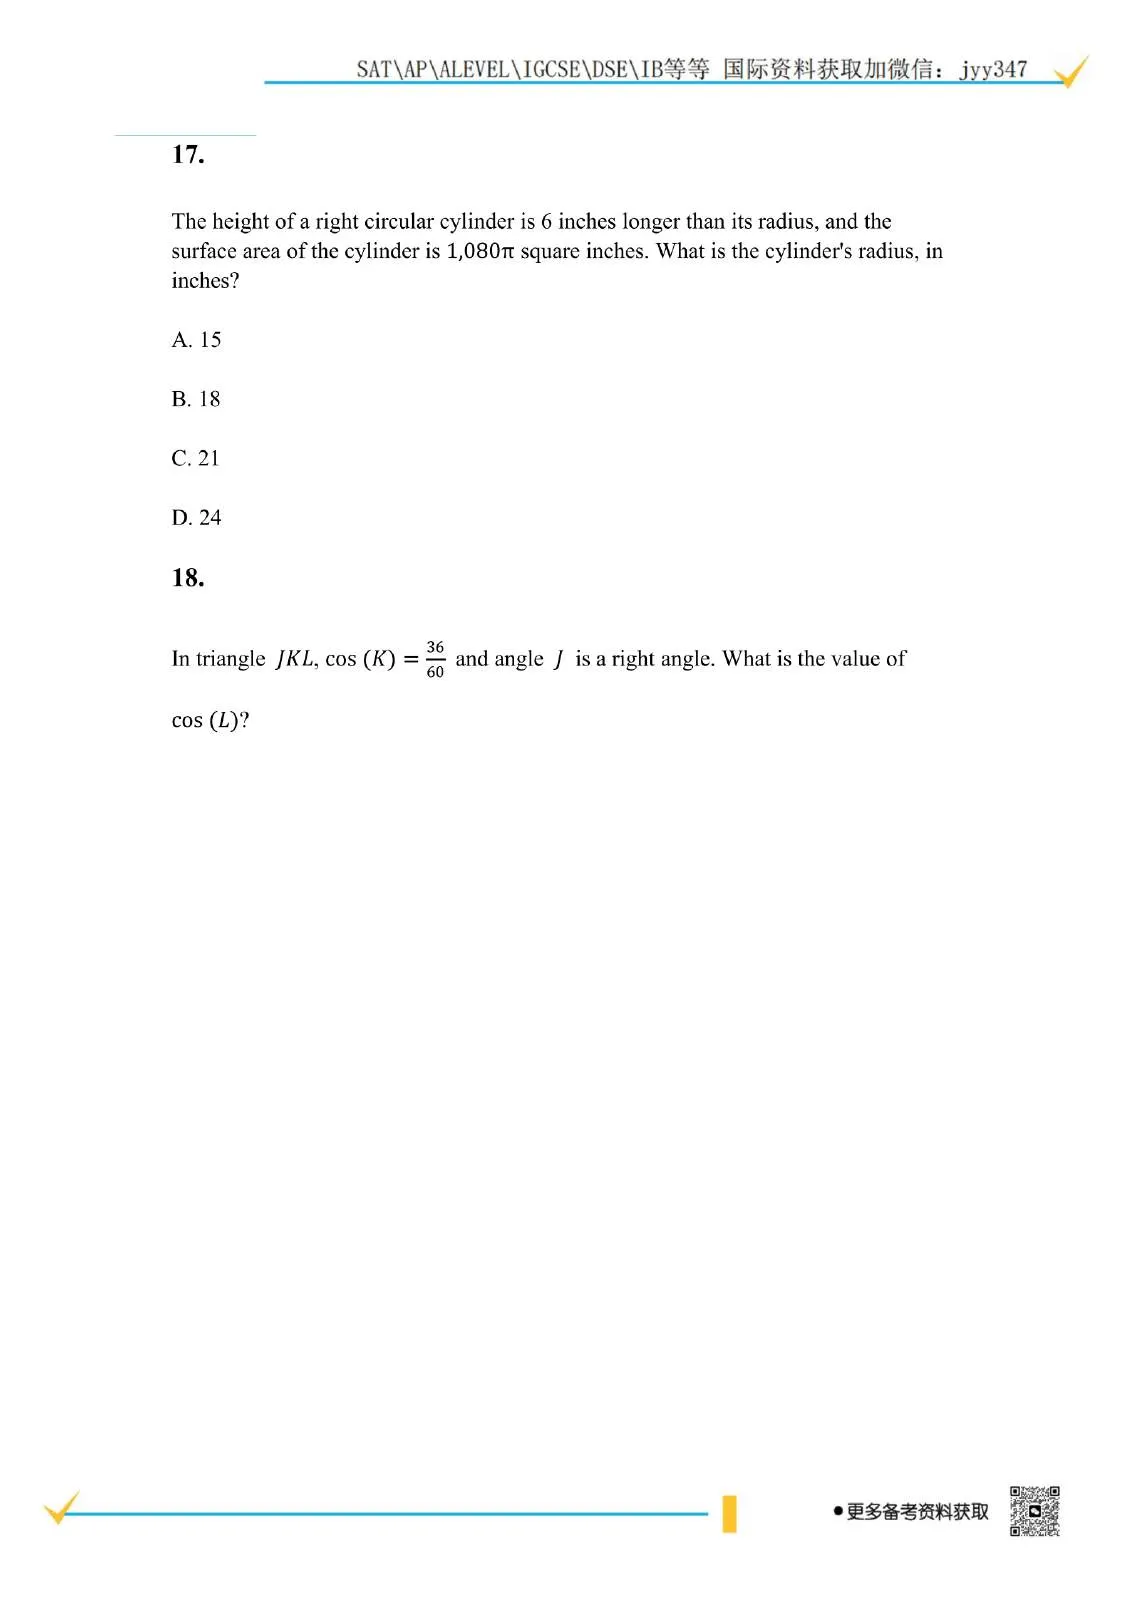 SAT\AP\ALEVEL\IGCSE\DSE\IB等等 国际资料获取加微信：jyy347
17.
The height of a right circular cylinder is 6 inches longer than its radius, and the
surface area of the cylinder is 1,080π square inches. What is the cylinder's radius, in
inches?
A. 15
B. 18
C. 21
D. 24
18.
In triangle JKL, cos (K) = 36/60 and angle J is a right angle. What is the value of
cos (L)?
●更多备考资料获取